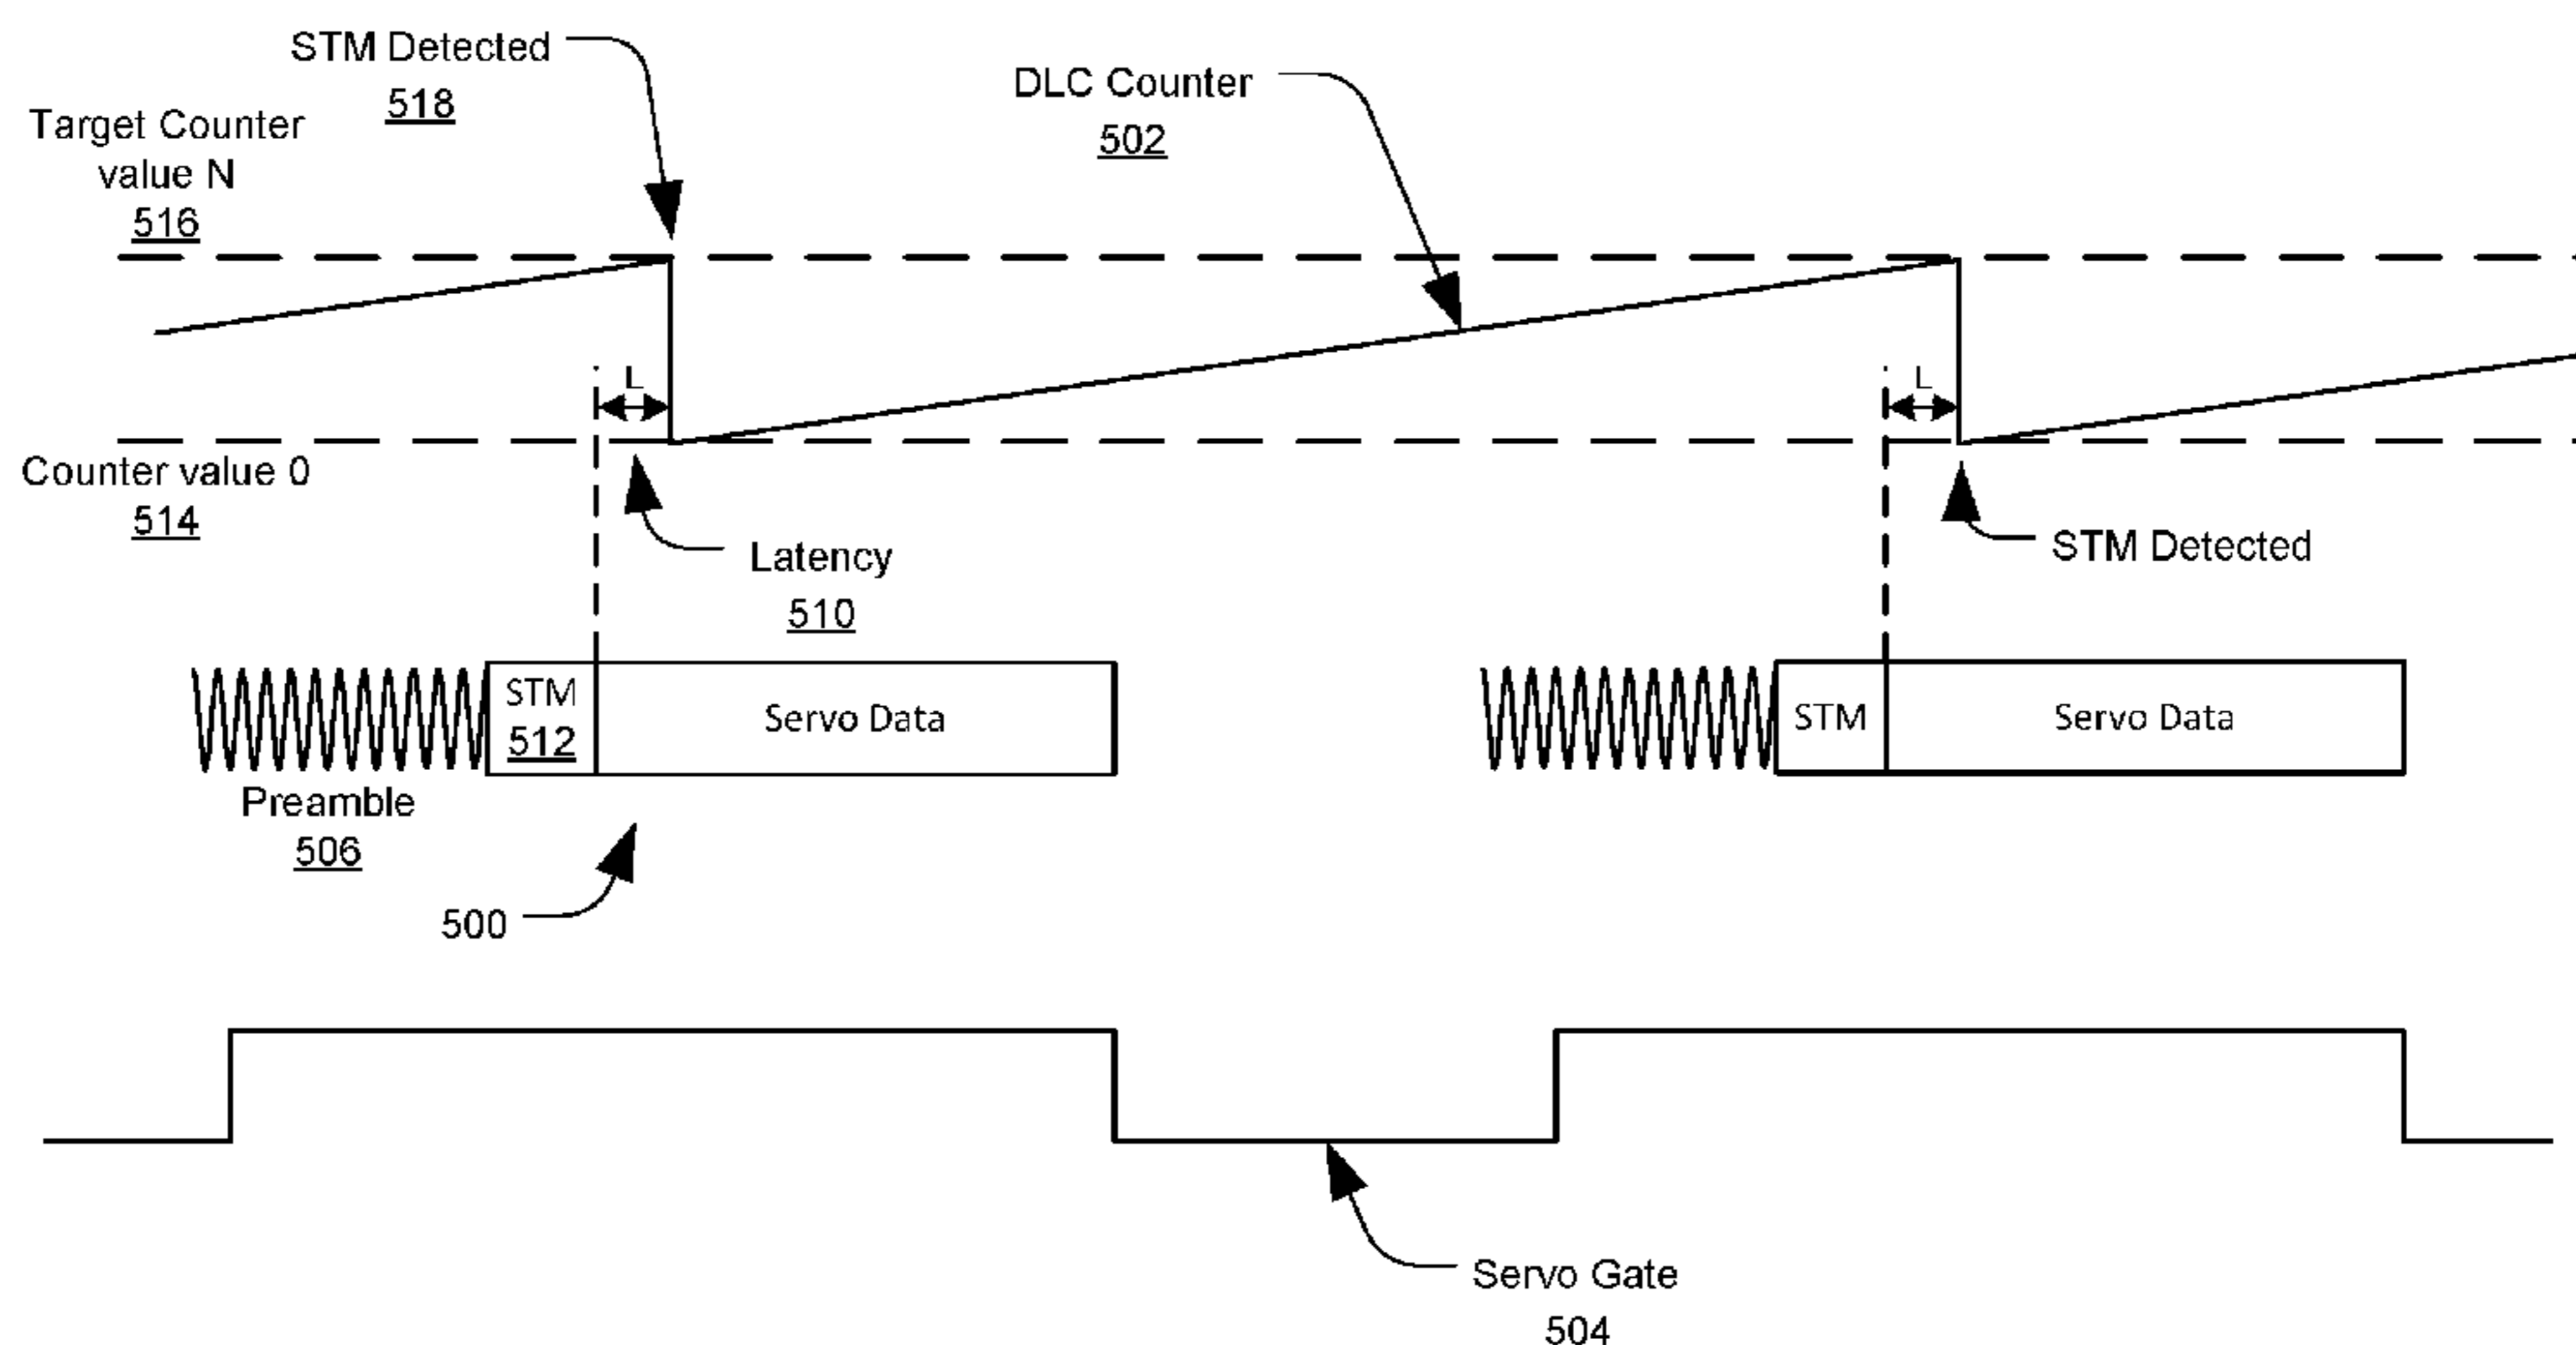 STM Detected
518
DLC Counter
502
Target Counter
value N
516
L
L
Counter value 0
514
Latency
510
STM Detected
STM
512
Servo Data
STM
Servo Data
Preamble
506
500
Servo Gate
504